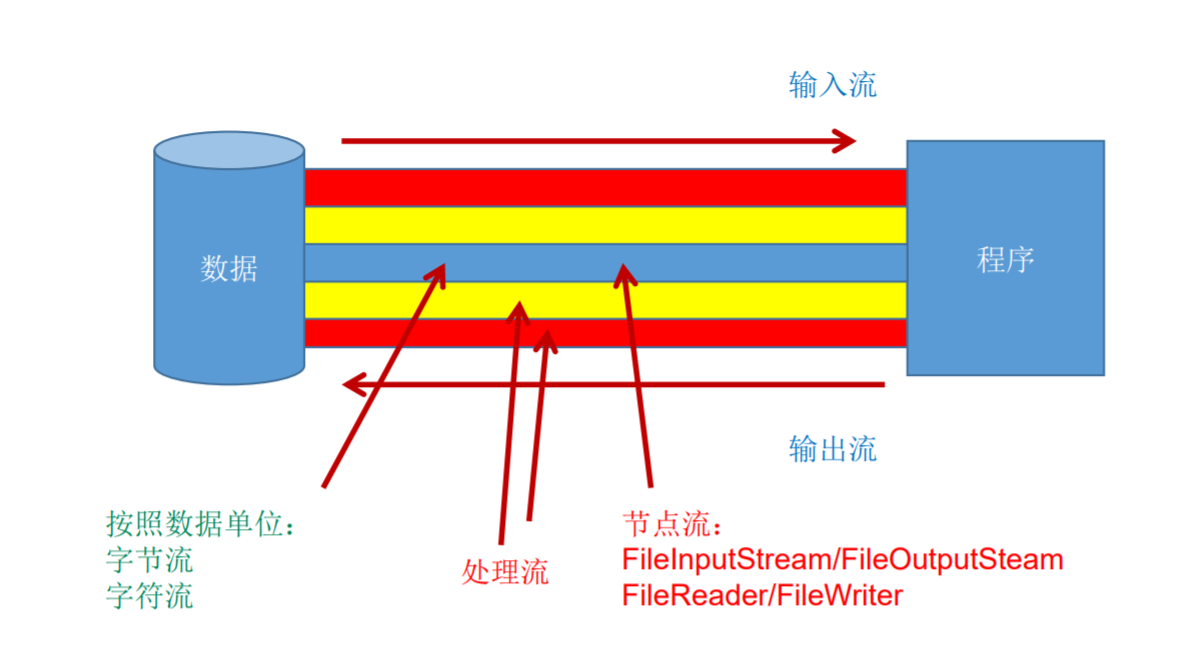 输入流
数据
程序
输出流
按照数据单位：
字节流
字符流
处理流
节点流：
FileInputStream/FileOutputSteam
FileReader/FileWriter